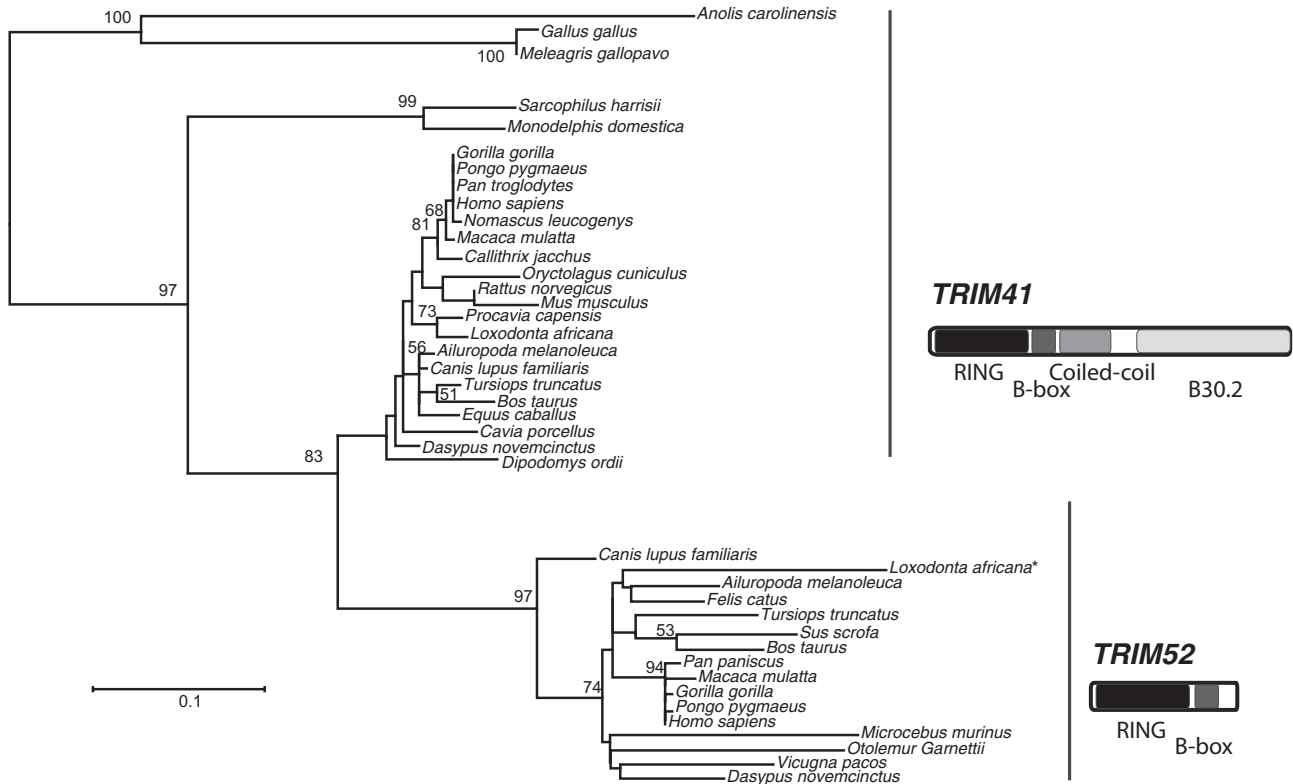 100
Anolis carolinensis
Gallus gallus
100
Meleagris gallopavo
99
Sarcophilus harrisii
Monodelphis domestica
Gorilla gorilla
Pongo pygmaeus
Pan troglodytes
Homo sapiens
68
Nomascus leucogenys
81
Macaca mulatta
Callithrix jacchus
Oryctolagus cuniculus
Rattus norvegicus
97
Mus musculus
73
Procavia capensis
Loxodonta africana
56
Ailuropoda melanoleuca
Canis lupus familiaris
Tursiops truncatus
51
Bos taurus
Equus caballus
Cavia porcellus
Dasypus novemcinctus
83
Dipodomys ordii
TRIM41
RING
B-box
Coiled-coil
B30.2
Canis lupus familiaris
Loxodonta africana*
Ailuropoda melanoleuca
97
Felis catus
Tursiops truncatus
53
Sus scrofa
Bos taurus
Pan paniscus
94
Macaca mulatta
74
Gorilla gorilla
Pongo pygmaeus
Homo sapiens
Microcebus murinus
Otolemur Garnettii
Vicugna pacos
Dasypus novemcinctus
TRIM52
RING
B-box
0.1